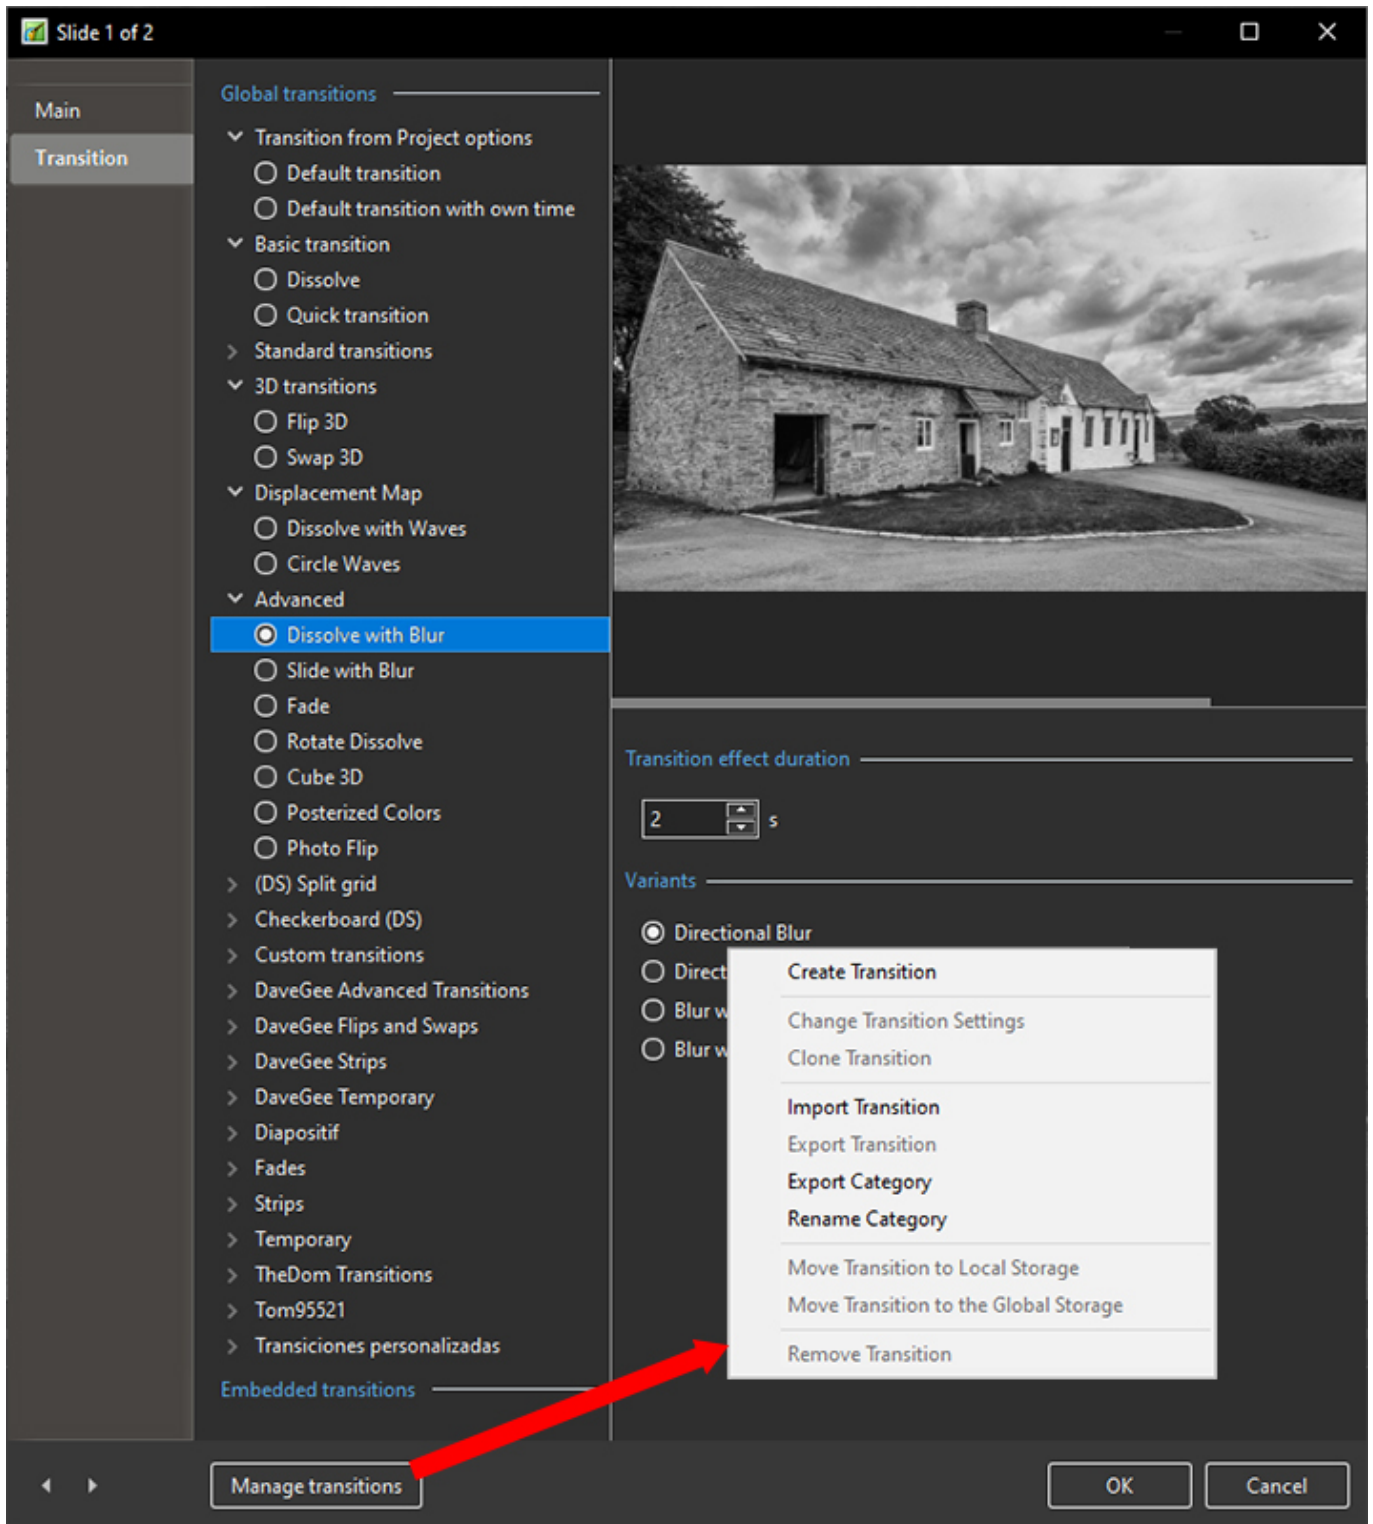 Slide 1 of 2
Main
Transition
Global transitions
Transition from Project options
Default transition
Default transition with own time
Basic transition
Dissolve
Quick transition
Standard transitions
3D transitions
Flip 3D
Swap 3D
Displacement Map
Dissolve with Waves
Circle Waves
Advanced
Dissolve with Blur
Slide with Blur
Fade
Rotate Dissolve
Cube 3D
Posterized Colors
Photo Flip
(DS) Split grid
Checkerboard (DS)
Custom transitions
DaveGee Advanced Transitions
DaveGee Flips and Swaps
DaveGee Strips
DaveGee Temporary
Diapositif
Fades
Strips
Temporary
TheDom Transitions
Tom95521
Transiciones personalizadas
Embedded transitions
Transition effect duration
2 s
Variants
Directional Blur
Direct
Blur w
Blur w
Create Transition
Change Transition Settings
Clone Transition
Import Transition
Export Transition
Export Category
Rename Category
Move Transition to Local Storage
Move Transition to the Global Storage
Remove Transition
Manage transitions
OK
Cancel